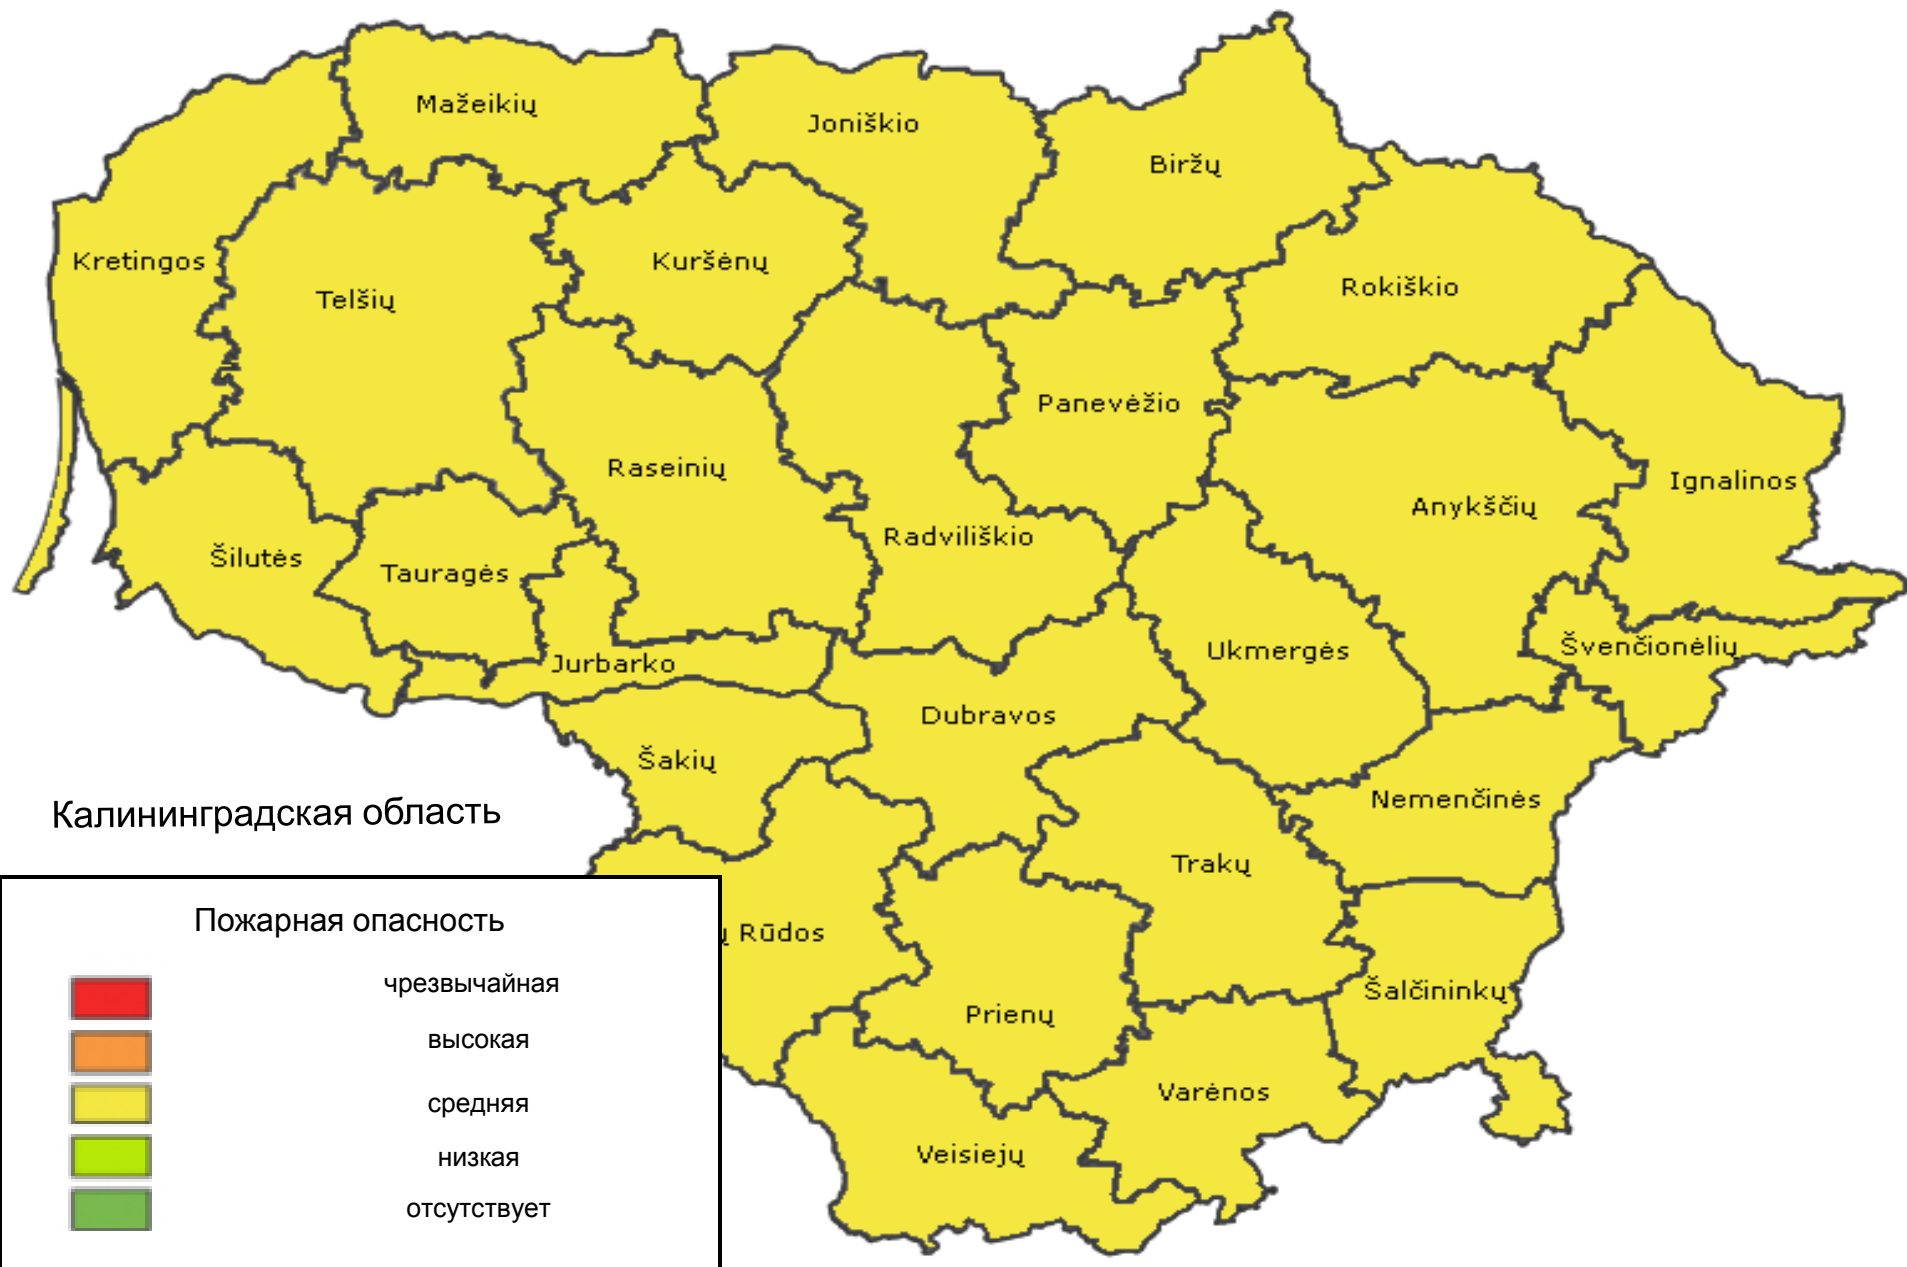 Mažeikių
Joniškio
Biržų
Kretingos
Telšių
Kuršėnų
Rokiškio
Panevėžio
Raseinių
Ignalinos
Anykščių
Radviliškio
Šilutės
Tauragės
Jurbarko
Ukmergės
Švenčionėlių
Dubravos
Šakių
Nemenčinės
Калининградская область
Trakų
ų Rūdos
Šalčininkų
Prienų
Varėnos
Veisiejų
Пожарная опасность
чрезвычайная
высокая
средняя
низкая
отсутствует